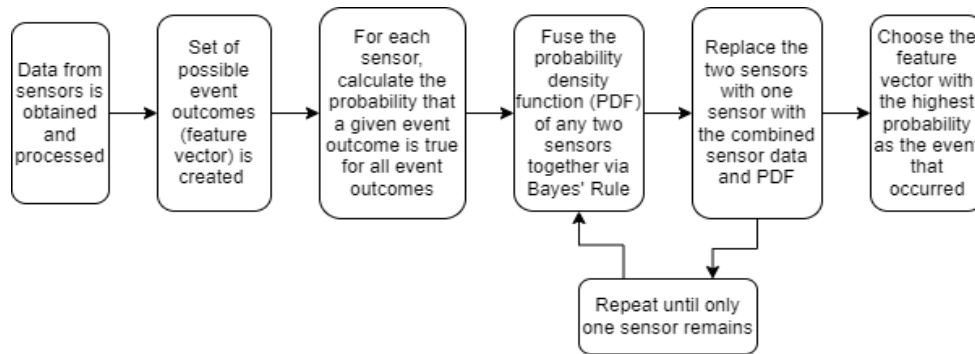 Data from
sensors is
obtained
and
processed
Set of
possible
event
outcomes
(feature
vector) is
created
For each
sensor,
calculate the
probability that
a given event
outcome is true
for all event
outcomes
Fuse the
probability
density
function (PDF)
of any two
sensors
together via
Bayes' Rule
Replace the
two sensors
with one
sensor with
the combined
sensor data
and PDF
Choose the
feature
vector with
the highest
probability
as the event
that
occurred
Repeat until only
one sensor remains